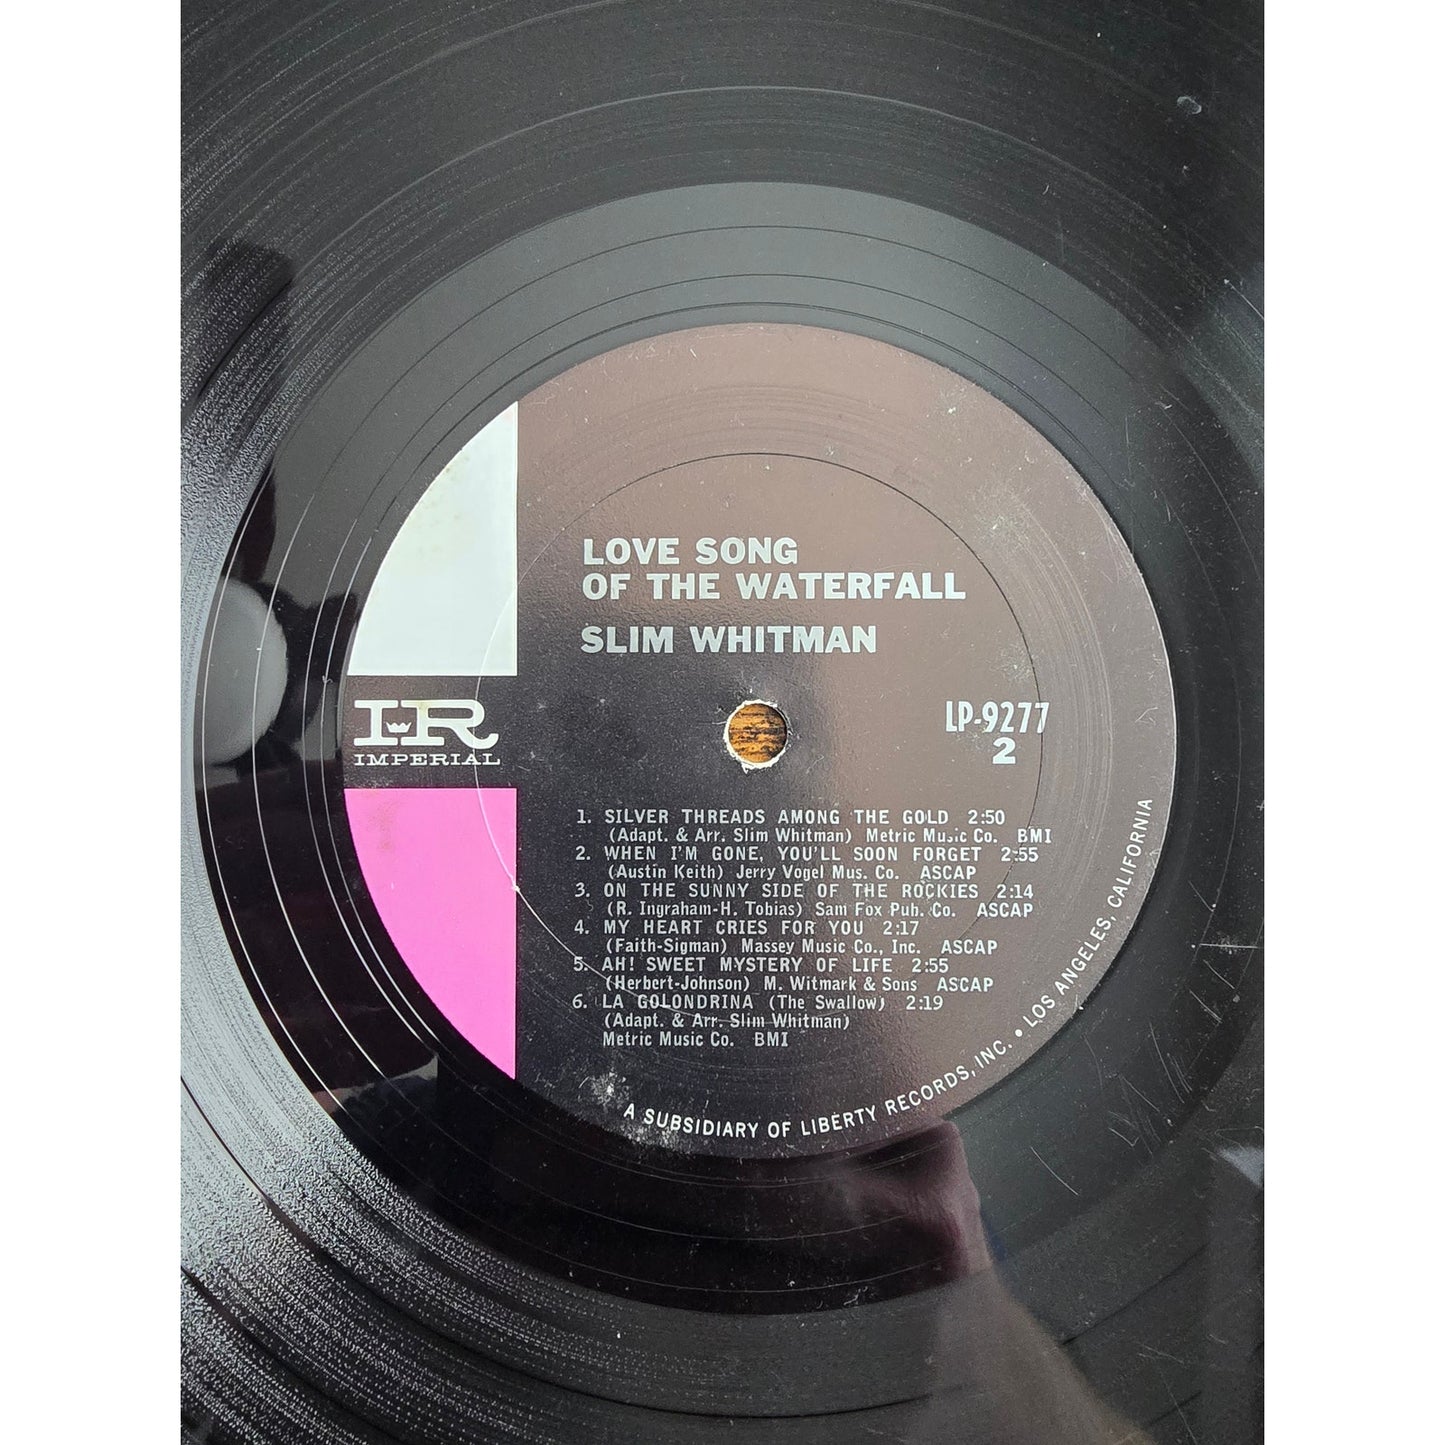 LOVE SONG
OF THE WATERFALL
SLIM WHITMAN
IR
IMPERIAL
LP-9277
2
1. SILVER THREADS AMONG THE GOLD 2:50
(Adapt. & Arr. Slim Whitman) Metric Music Co. BMI
2. WHEN I'M GONE, YOU'LL SOON FORGET 2:55
(Austin Keith) Jerry Vogel Mus. Co. ASCAP
3. ON THE SUNNY SIDE OF THE ROCKIES 2:14
(R. Ingraham-H. Tobias) Sam Fox Pub. Co. ASCAP
4. MY HEART CRIES FOR YOU 2:17
(Faith-Sigman) Massey Music Co., Inc. ASCAP
5. AH! SWEET MYSTERY OF LIFE 2:55
(Herbert-Johnson) M. Witmark & Sons ASCAP
6. LA GOLONDRINA (The Swallow) 2:19
(Adapt. & Arr. Slim Whitman)
Metric Music Co. BMI
A SUBSIDIARY OF LIBERTY RECORDS, INC. • LOS ANGELES, CALIFORNIA